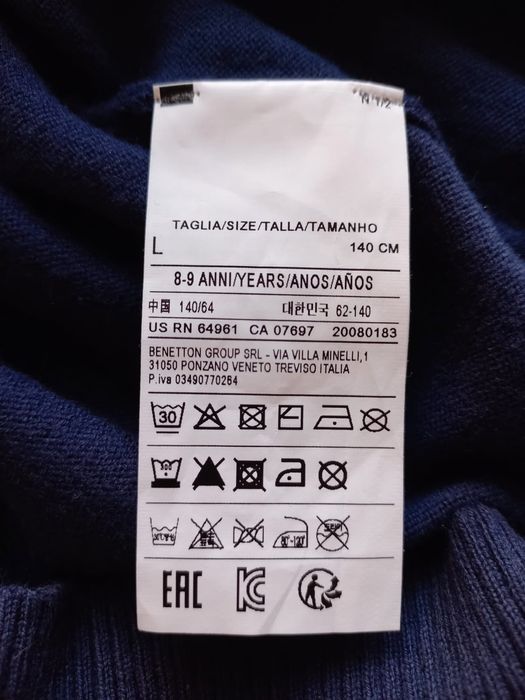 N 1/2
TAGLIA/SIZE/TALLA/TAMANHO
L 140 CM
8-9 ANNI/YEARS/ANOS/AÑOS
中国 140/64 대한민국 62-140
US RN 64961 CA 07697 20080183
BENETTON GROUP SRL - VIA VILLA MINELLI,1
31050 PONZANO VENETO TREVISO ITALIA
P.iva 03490770264
30
EAC